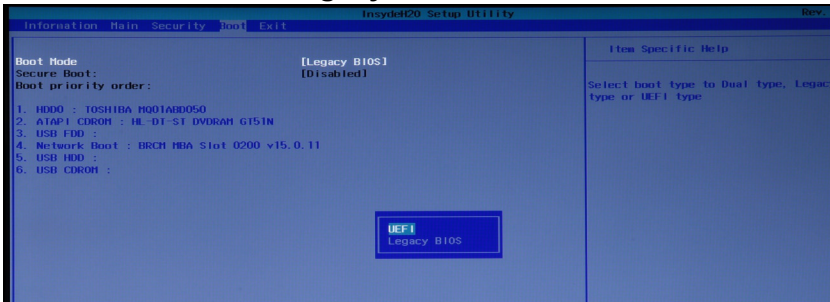 InsydeH20 Setup Utility Rev.
Information Main Security Boot Exit
Item Specific Help
Boot Mode [Legacy BIOS]
Secure Boot: [Disabled]
Boot priority order:
Select boot type to Dual type, Legac
type or UEFI type
1. HDD0 : TOSHIBA MQ01ABD050
2. ATAPI CDROM : HL-DT-ST DVDRAM GT51N
3. USB FDD :
4. Network Boot : BRCM MBA Slot 0200 v15.0.11
5. USB HDD :
6. USB CDROM :
UEFI
Legacy BIOS